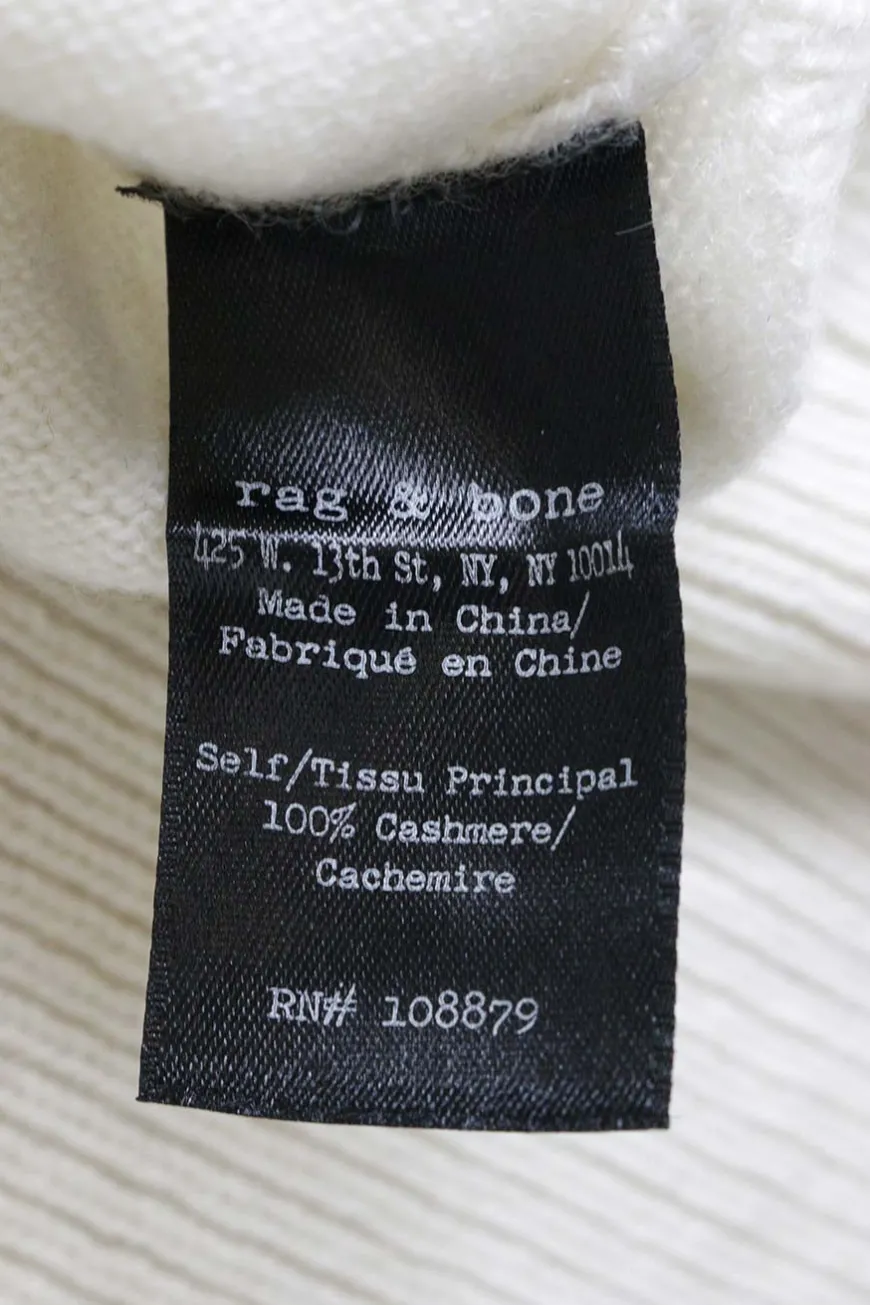 rag & bone
425 W. 13th St, NY, NY 10014
Made in China/
Fabriqué en Chine
Self/Tissu Principal
100% Cashmere/
Cachemire
RN# 108879